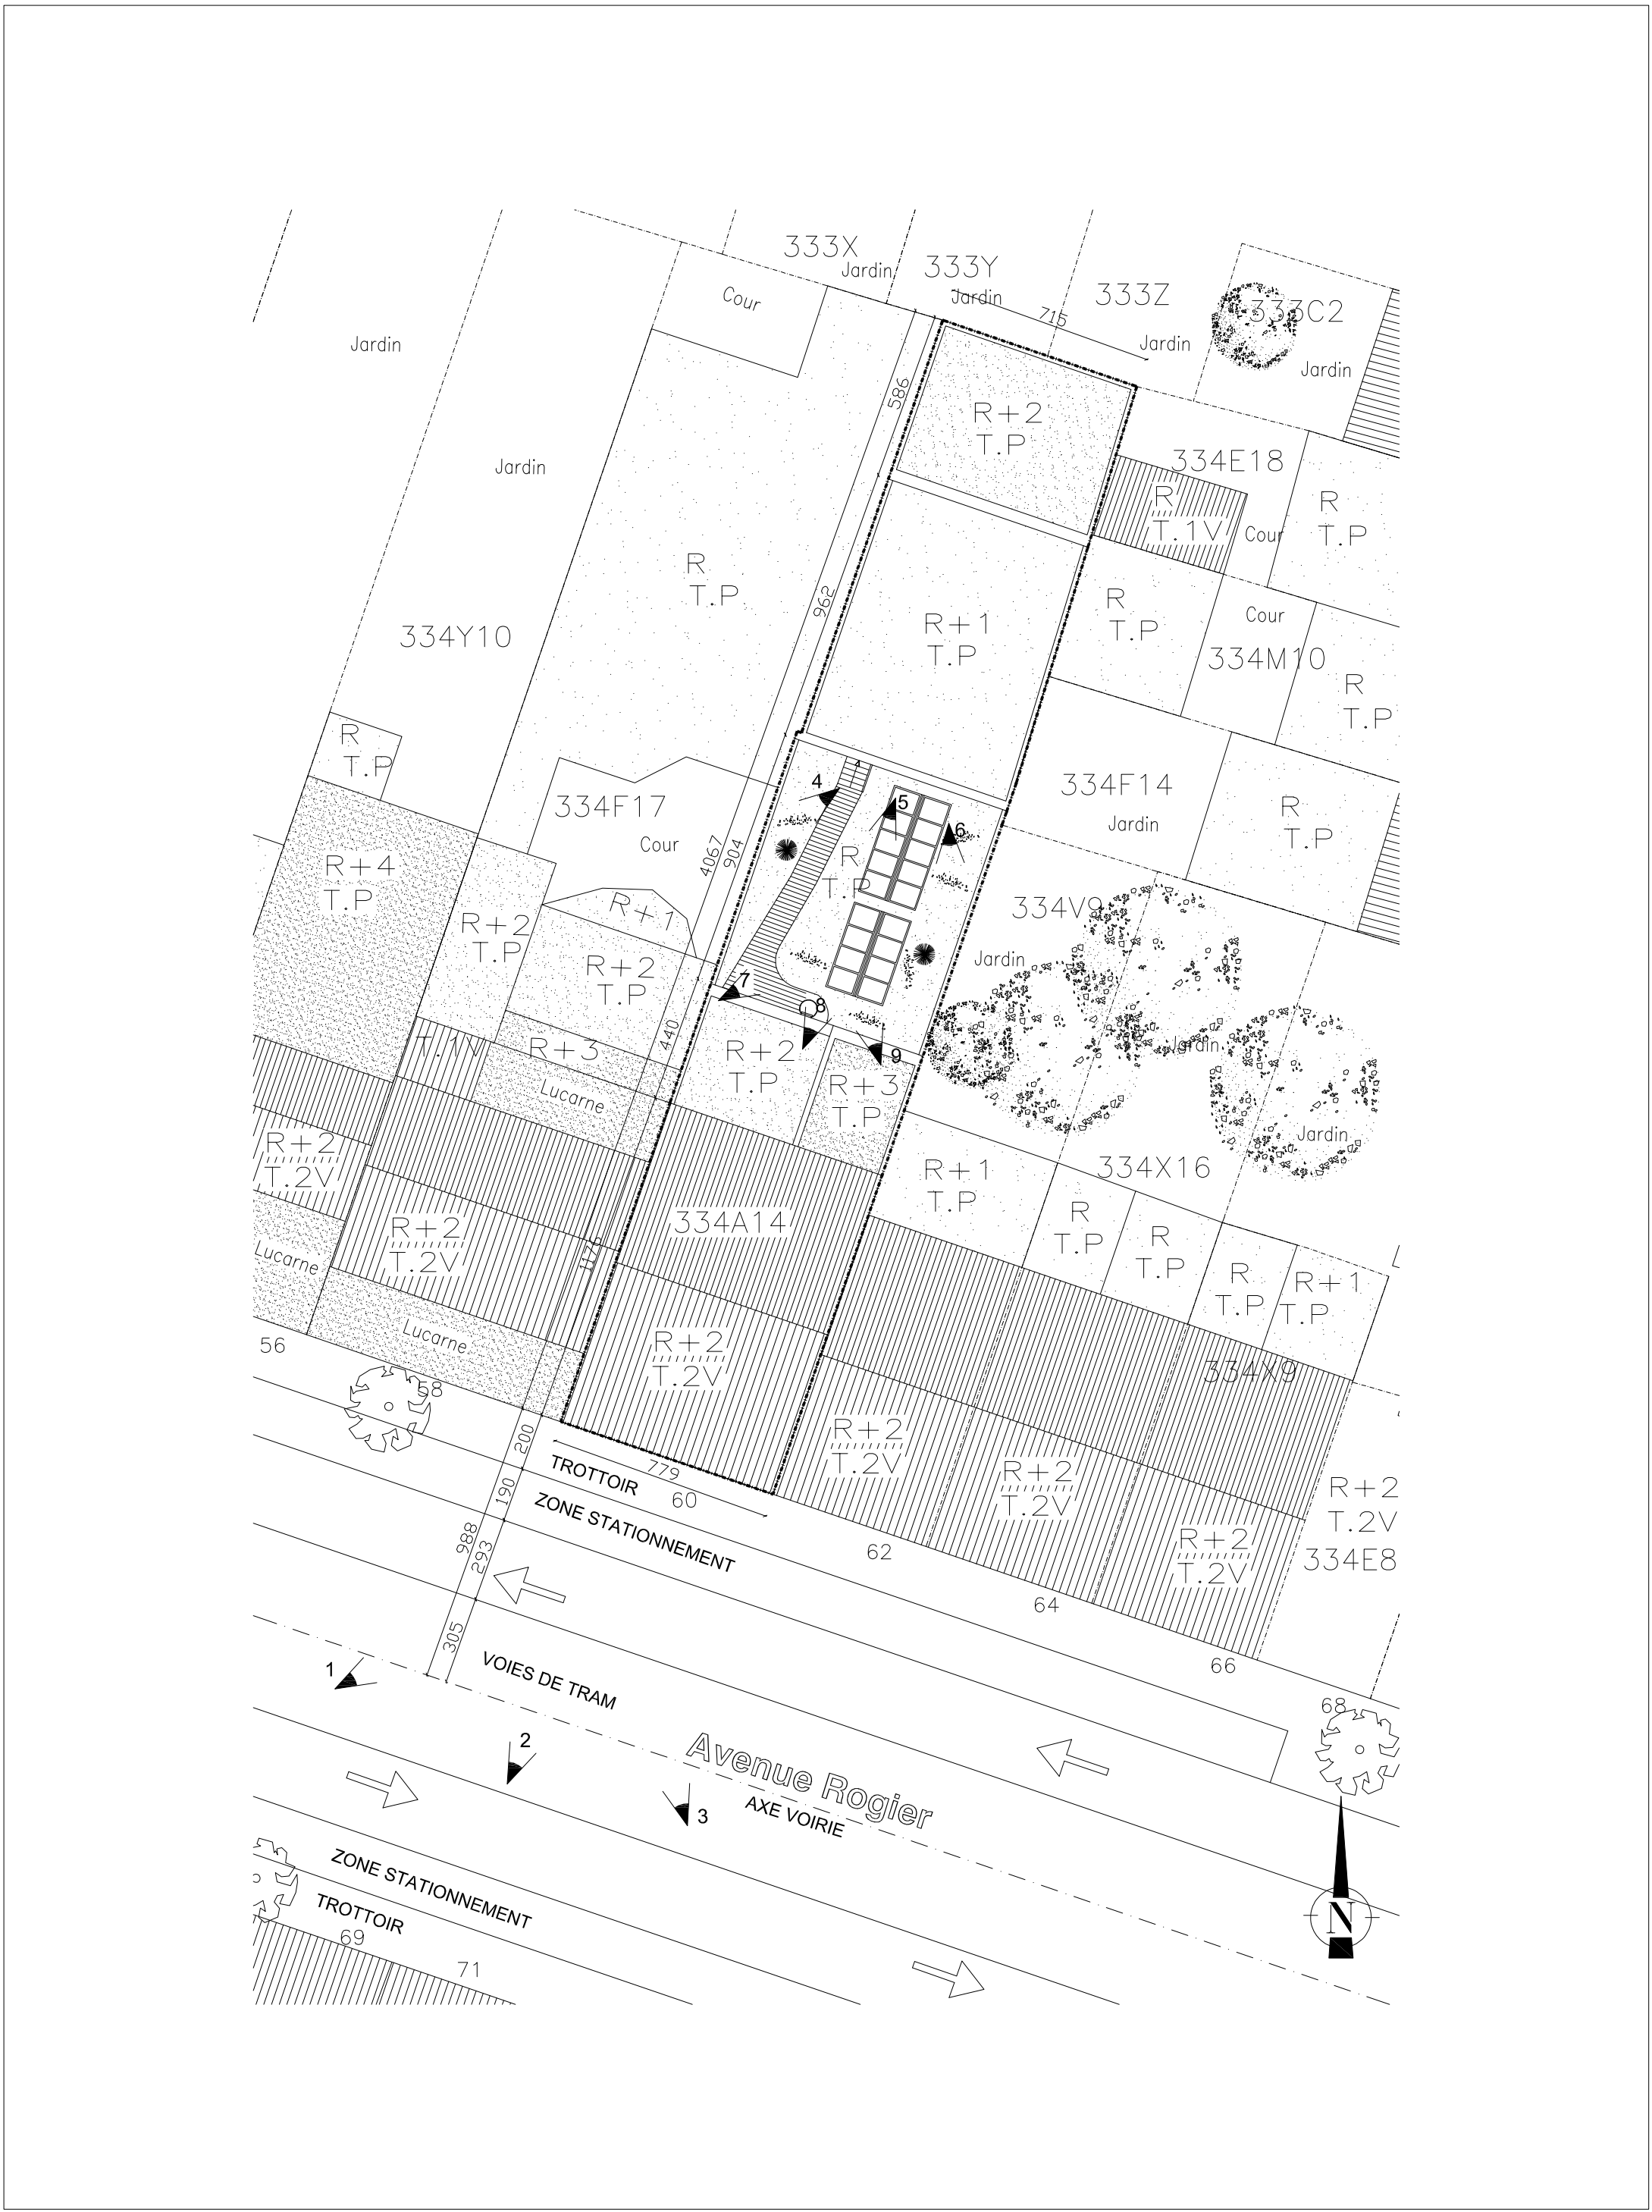 333X
Jardin
333Y
Jardin
333Z
Jardin
333C2
Jardin
Cour
715
Jardin
586
R+2
T.P
334E18
R
T.1V
Cour
R
T.P
Jardin
R
T.P
962
R+1
T.P
R
T.P
Cour
334M10
R
T.P
334Y10
R
T.P
334F17
Cour
4
5
6
334F14
Jardin
R
T.P
R+4
T.P
4067
904
R
T.P
R+1
R+2
T.P
R+2
T.P
334V9
Jardin
7
8
9
440
T.1V
R+3
Lucarne
R+2
T.P
R+3
T.P
Jardin
Jardin
R+2
T.2V
334X16
R+1
T.P
R
T.P
R
T.P
R
T.P
R+1
T.P
Lucarne
R+2
T.2V
1176
334A14
Lucarne
R+2
T.2V
334X9
56
58
R+2
T.2V
R+2
T.2V
R+2
T.2V
R+2
T.2V
334E8
200
TROTTOIR
779
60
190
ZONE STATIONNEMENT
988
293
62
64
66
68
305
VOIES DE TRAM
1
2
3
Avenue Rogier
AXE VOIRIE
ZONE STATIONNEMENT
TROTTOIR
69
71
N